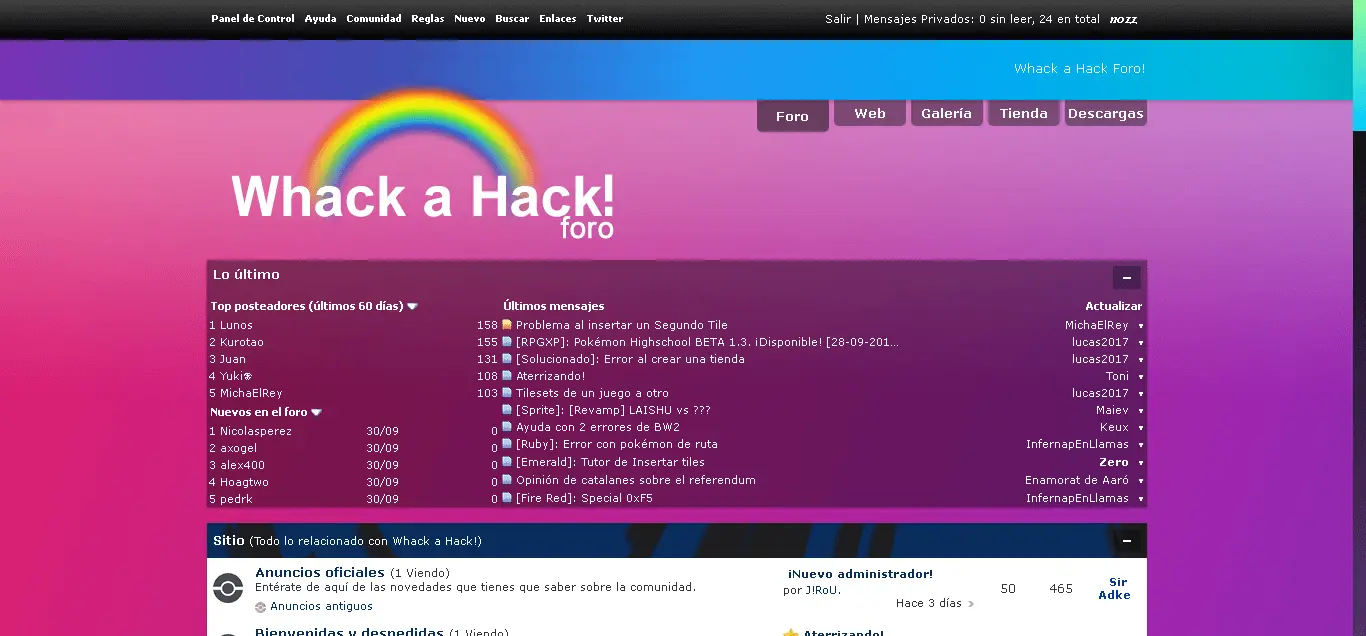 Panel de Control Ayuda Comunidad Reglas Nuevo Buscar Enlaces Twitter
Salir | Mensajes Privados: 0 sin leer, 24 en total nozz
Whack a Hack Foro!
Foro Web Galería Tienda Descargas
Whack a Hack!
foro
Lo último
Top posteadores (últimos 60 días) Últimos mensajes Actualizar
1 Lunos 158 Problema al insertar un Segundo Tile MichaElRey
2 Kurotao 155 [RPGXP]: Pokémon Highschool BETA 1.3. ¡Disponible! [28-09-201... lucas2017
3 Juan 131 [Solucionado]: Error al crear una tienda lucas2017
4 Yuki 108 Aterrizando! Toni
5 MichaElRey 103 Tilesets de un juego a otro lucas2017
Nuevos en el foro [Sprite]: [Revamp] LAISHU vs ??? Maiev
1 Nicolasperez 30/09 0 Ayuda con 2 errores de BW2 Keux
2 axogel 30/09 0 [Ruby]: Error con pokémon de ruta InfernapEnLlamas
3 alex400 30/09 0 [Emerald]: Tutor de Insertar tiles Zero
4 Hoagtwo 30/09 0 Opinión de catalanes sobre el referendum Enamorat de Aaró
5 pedrk 30/09 0 [Fire Red]: Special 0xF5 InfernapEnLlamas
Sitio (Todo lo relacionado con Whack a Hack!)
Anuncios oficiales (1 Viendo)
Entérate de aquí de las novedades que tienes que saber sobre la comunidad.
Anuncios antiguos
¡Nuevo administrador!
por J!RoU.
Hace 3 días
50 465 Sir Adke
Bienvenidas y despedidas (1 Viendo) Aterrizando!